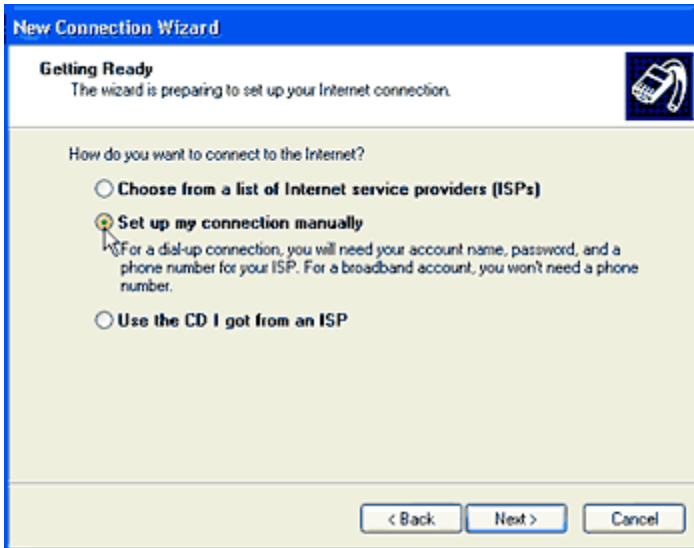 New Connection Wizard
Getting Ready
The wizard is preparing to set up your Internet connection.
How do you want to connect to the Internet?
Choose from a list of Internet service providers (ISPs)
Set up my connection manually
For a dial-up connection, you will need your account name, password, and a
phone number for your ISP. For a broadband account, you won't need a phone
number.
Use the CD I got from an ISP
< Back Next > Cancel